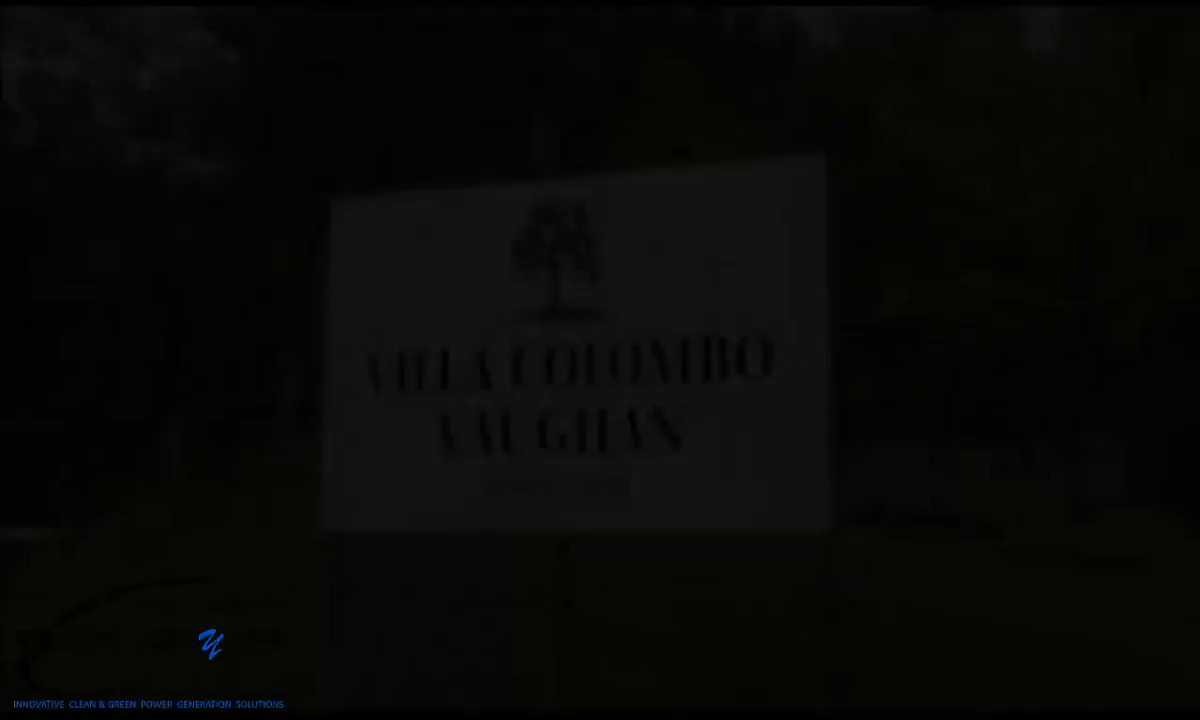 VILLA COLOMBO
VAUGHAN
Y
INNOVATIVE CLEAN & GREEN POWER GENERATION SOLUTIONS